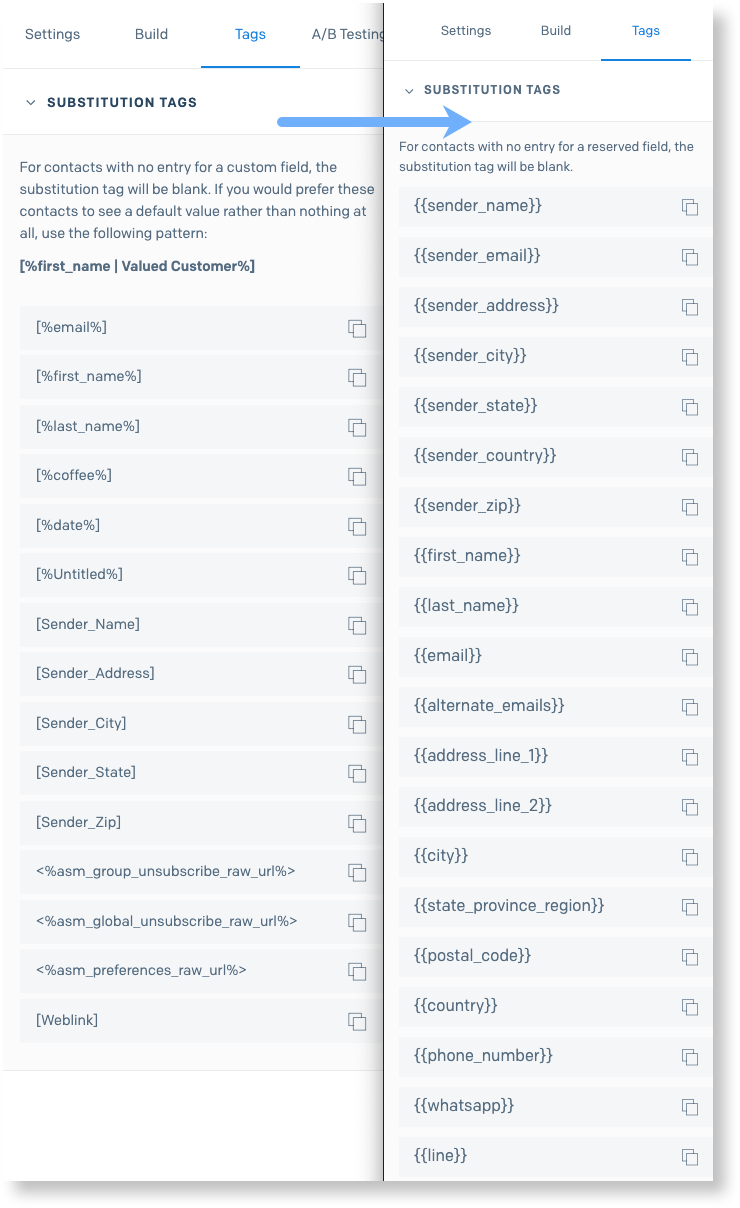 Settings Build Tags A/B Testing
SUBSTITUTION TAGS
For contacts with no entry for a custom field, the
substitution tag will be blank. If you would prefer these
contacts to see a default value rather than nothing at
all, use the following pattern:
[%first_name | Valued Customer%]
[%email%]
[%first_name%]
[%last_name%]
[%coffee%]
[%date%]
[%Untitled%]
[Sender_Name]
[Sender_Address]
[Sender_City]
[Sender_State]
[Sender_Zip]
<%asm_group_unsubscribe_raw_url%>
<%asm_global_unsubscribe_raw_url%>
<%asm_preferences_raw_url%>
[Weblink]
Settings Build Tags
SUBSTITUTION TAGS
For contacts with no entry for a reserved field, the
substitution tag will be blank.
{{sender_name}}
{{sender_email}}
{{sender_address}}
{{sender_city}}
{{sender_state}}
{{sender_country}}
{{sender_zip}}
{{first_name}}
{{last_name}}
{{email}}
{{alternate_emails}}
{{address_line_1}}
{{address_line_2}}
{{city}}
{{state_province_region}}
{{postal_code}}
{{country}}
{{phone_number}}
{{whatsapp}}
{{line}}